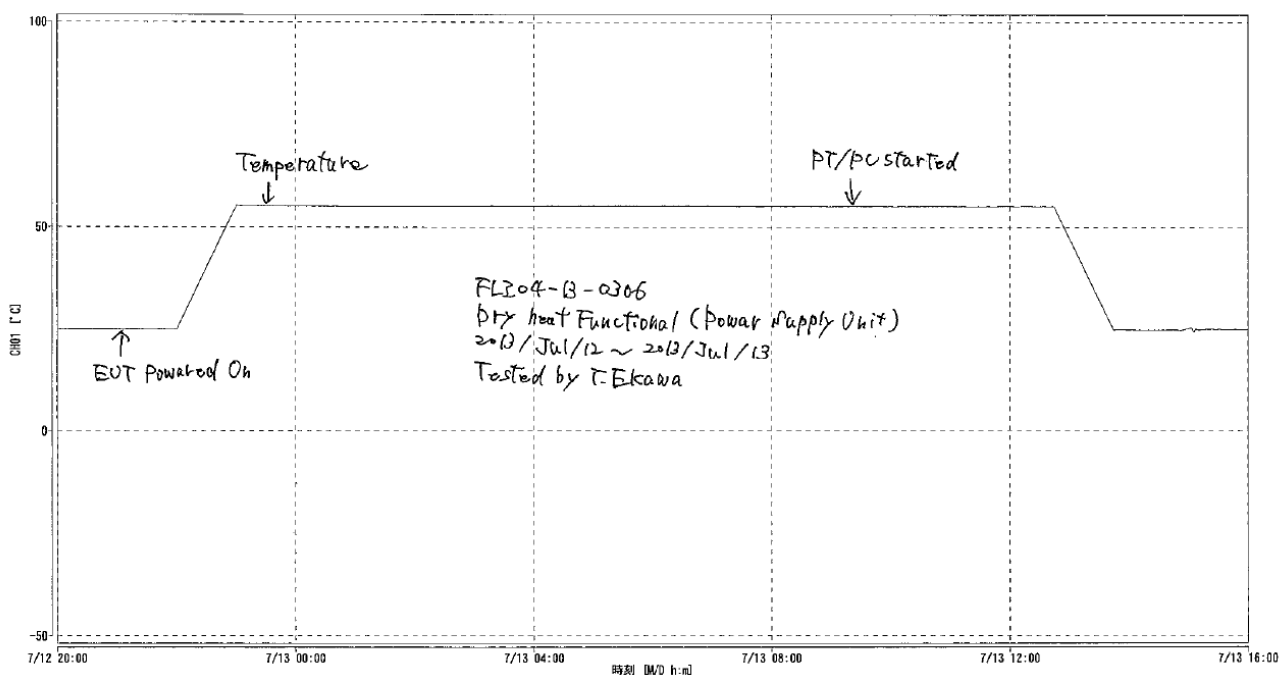 100
50
0
-50
CH01 [℃]
Temperature
PT/PC started
EUT Powered On
FLI04-13-0306
Dry heat Functional (Power Supply Unit)
2013/Jul/12 ~ 2013/Jul/13
Tested by T.Ekawa
7/12 20:00
7/13 00:00
7/13 04:00
7/13 08:00
7/13 12:00
7/13 16:00
時刻 [M/D h:m]